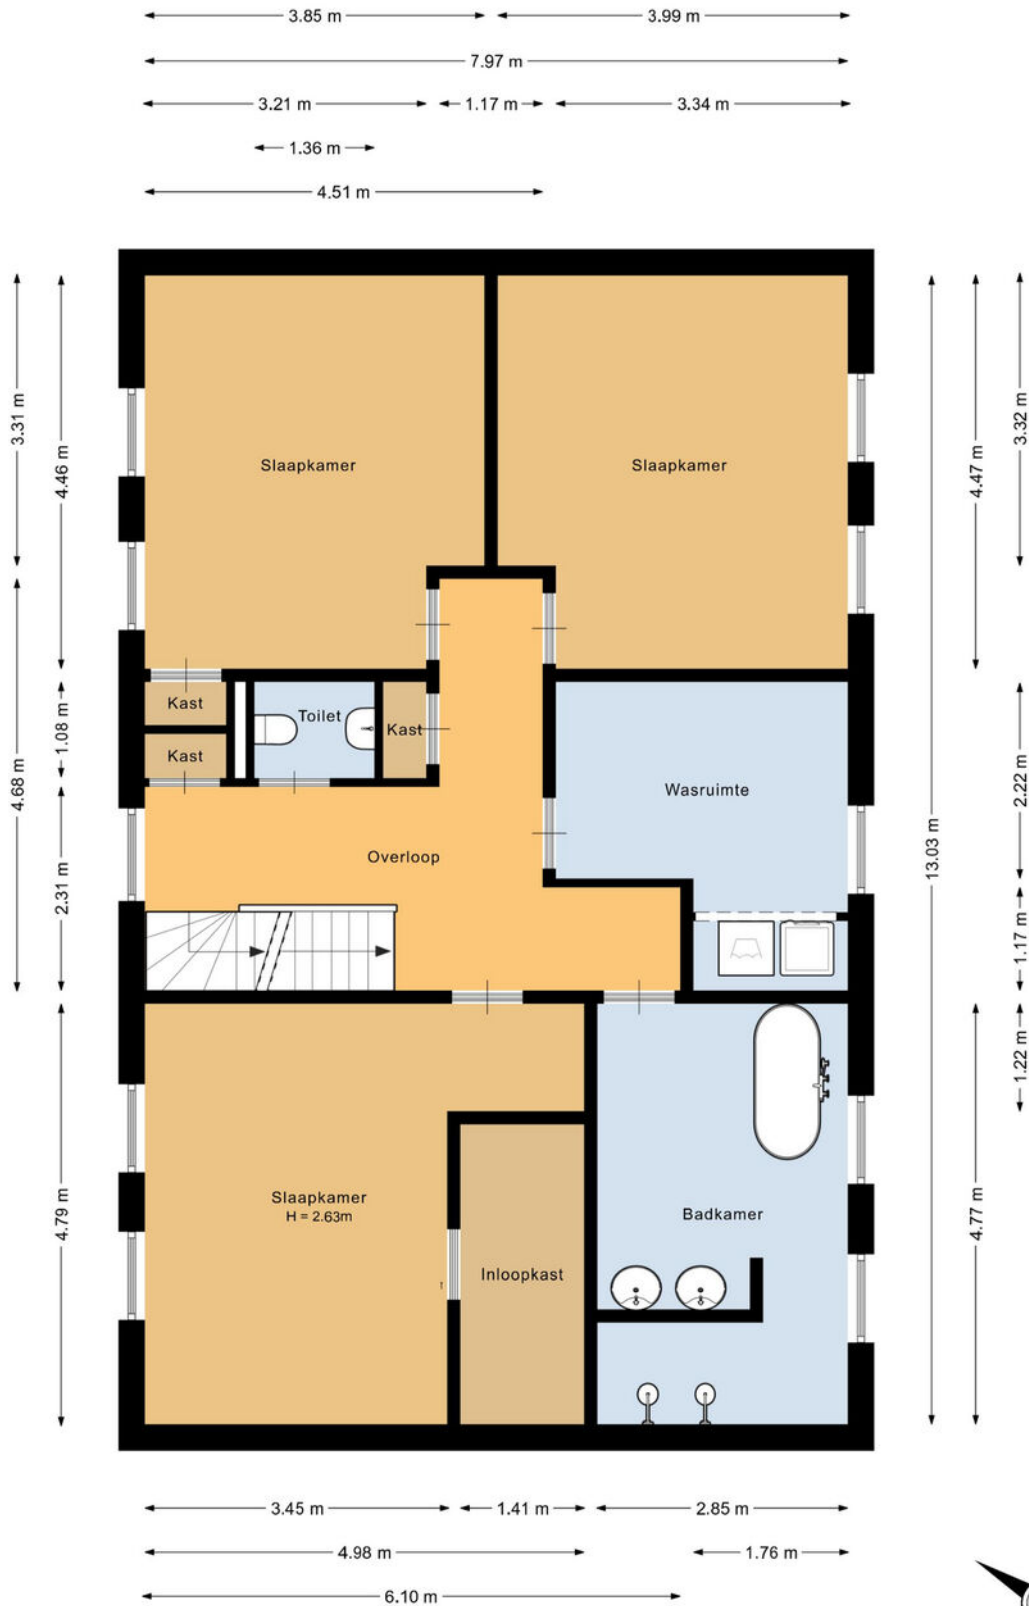 3.85 m 3.99 m
7.97 m
3.21 m 1.17 m 3.34 m
1.36 m
4.51 m
3.31 m
4.46 m
4.47 m
3.32 m
Slaapkamer
Slaapkamer
Kast
Toilet
Kast
Kast
1.08 m
4.68 m
2.31 m
Wasruimte
Overloop
13.03 m
2.22 m
1.17 m
1.22 m
4.79 m
4.77 m
Slaapkamer
H = 2.63m
Inloopkast
Badkamer
3.45 m 1.41 m 2.85 m
4.98 m 1.76 m
6.10 m